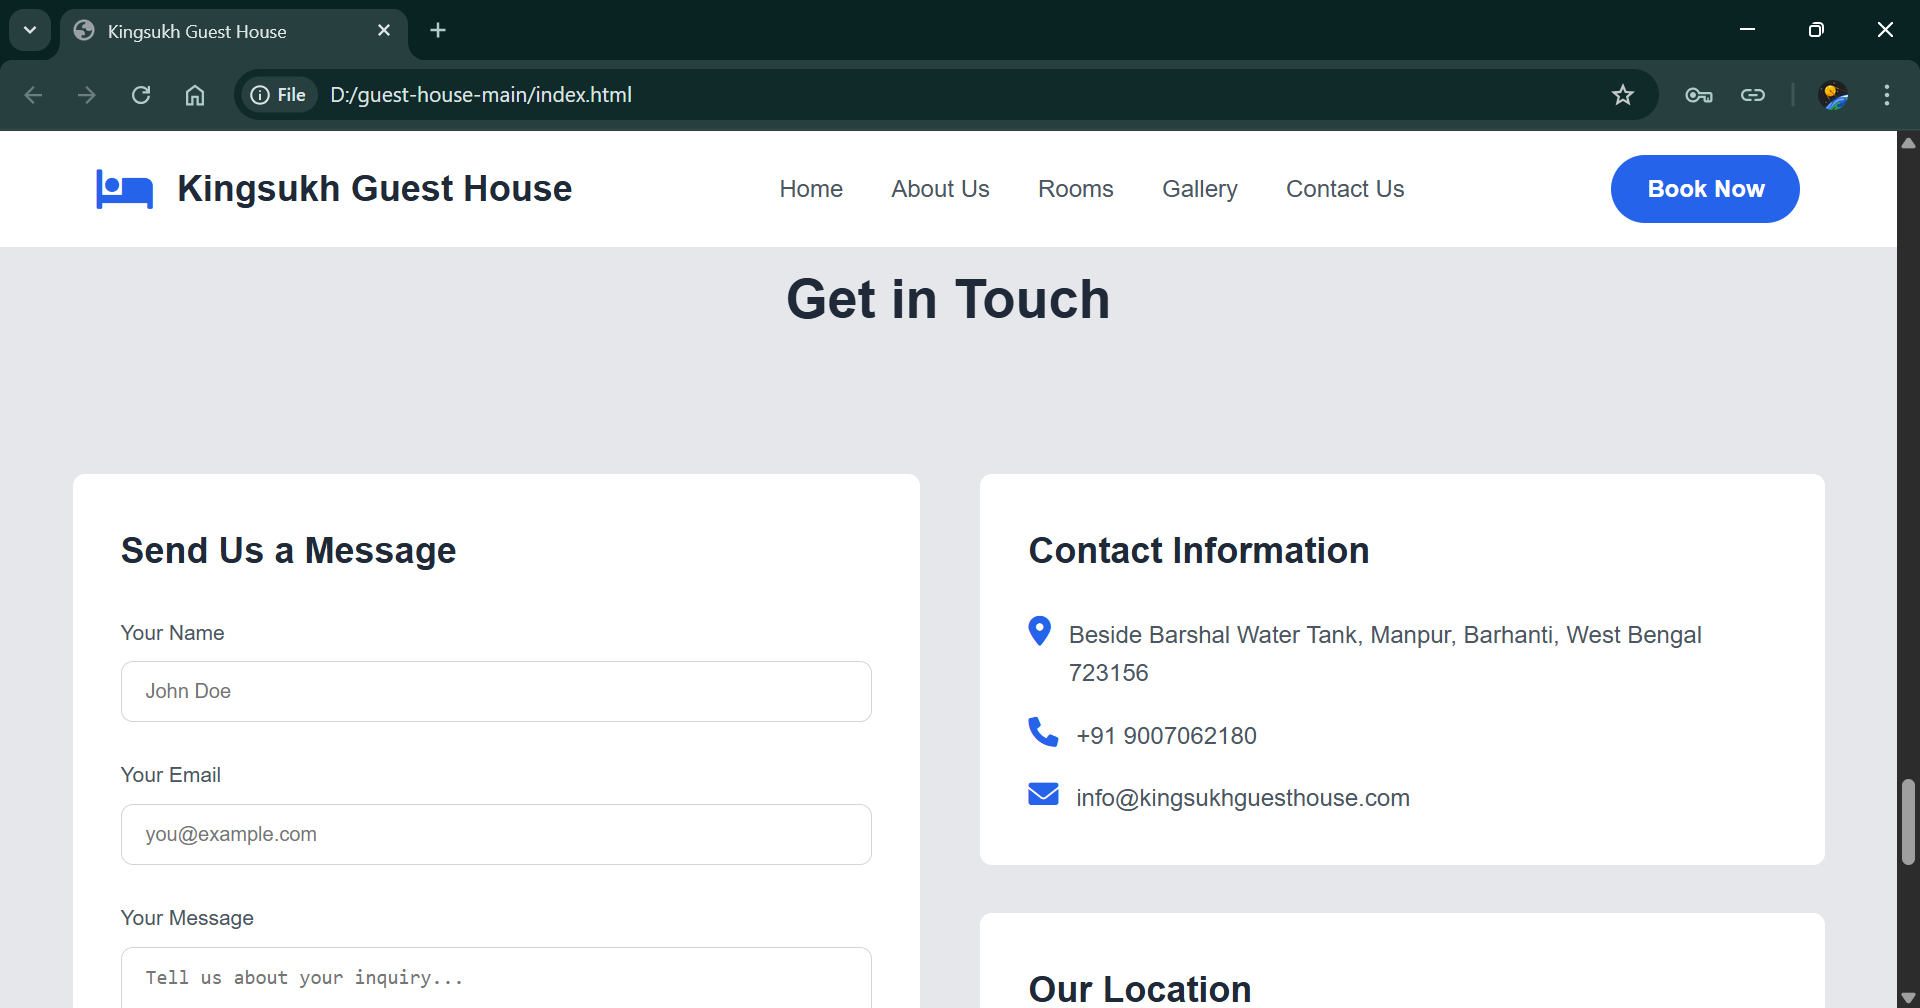 Kingsukh Guest House
File D:/guest-house-main/index.html
Kingsukh Guest House
Home About Us Rooms Gallery Contact Us
Book Now
Get in Touch
Send Us a Message
Your Name
John Doe
Your Email
you@example.com
Your Message
Tell us about your inquiry...
Contact Information
Beside Barshal Water Tank, Manpur, Barhanti, West Bengal
723156
+91 9007062180
info@kingsukhguesthouse.com
Our Location